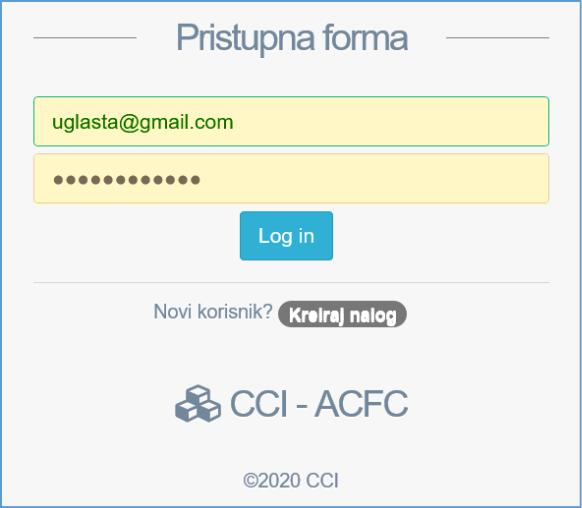 Pristupna forma
uglasta@gmail.com
••••••••••••
Log in
Novi korisnik? Kreiraj nalog
CCI - ACFC
©2020 CCI